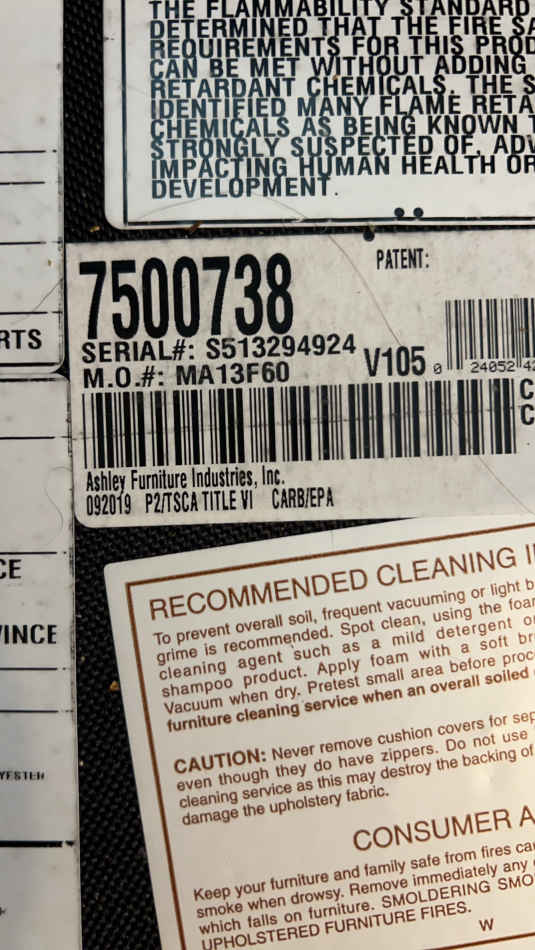 THE FLAMMABILITY STANDARD
DETERMINED THAT THE FIRE SA
REQUIREMENTS FOR THIS PROD
CAN BE MET WITHOUT ADDING
RETARDANT CHEMICALS. THE S
IDENTIFIED MANY FLAME RETA
CHEMICALS AS BEING KNOWN T
STRONGLY SUSPECTED OF, ADV
IMPACTING HUMAN HEALTH OR
DEVELOPMENT.
PATENT:
7500738
SERIAL#: S513294924
M.O.#: MA13F60
V105
0 24052 42
C
C
Ashley Furniture Industries, Inc.
092019 P2/TSCA TITLE VI CARB/EPA
RTS
CE
VINCE
YESTER
RECOMMENDED CLEANING I
To prevent overall soil, frequent vacuuming or light b
grime is recommended. Spot clean, using the foa
cleaning agent such as a mild detergent o
shampoo product. Apply foam with a soft br
Vacuum when dry. Pretest small area before proc
furniture cleaning service when an overall soiled
CAUTION: Never remove cushion covers for sep
even though they do have zippers. Do not use
cleaning service as this may destroy the backing of
damage the upholstery fabric.
CONSUMER A
Keep your furniture and family safe from fires ca
smoke when drowsy. Remove immediately any
which falls on furniture. SMOLDERING SMO
UPHOLSTERED FURNITURE FIRES.
W